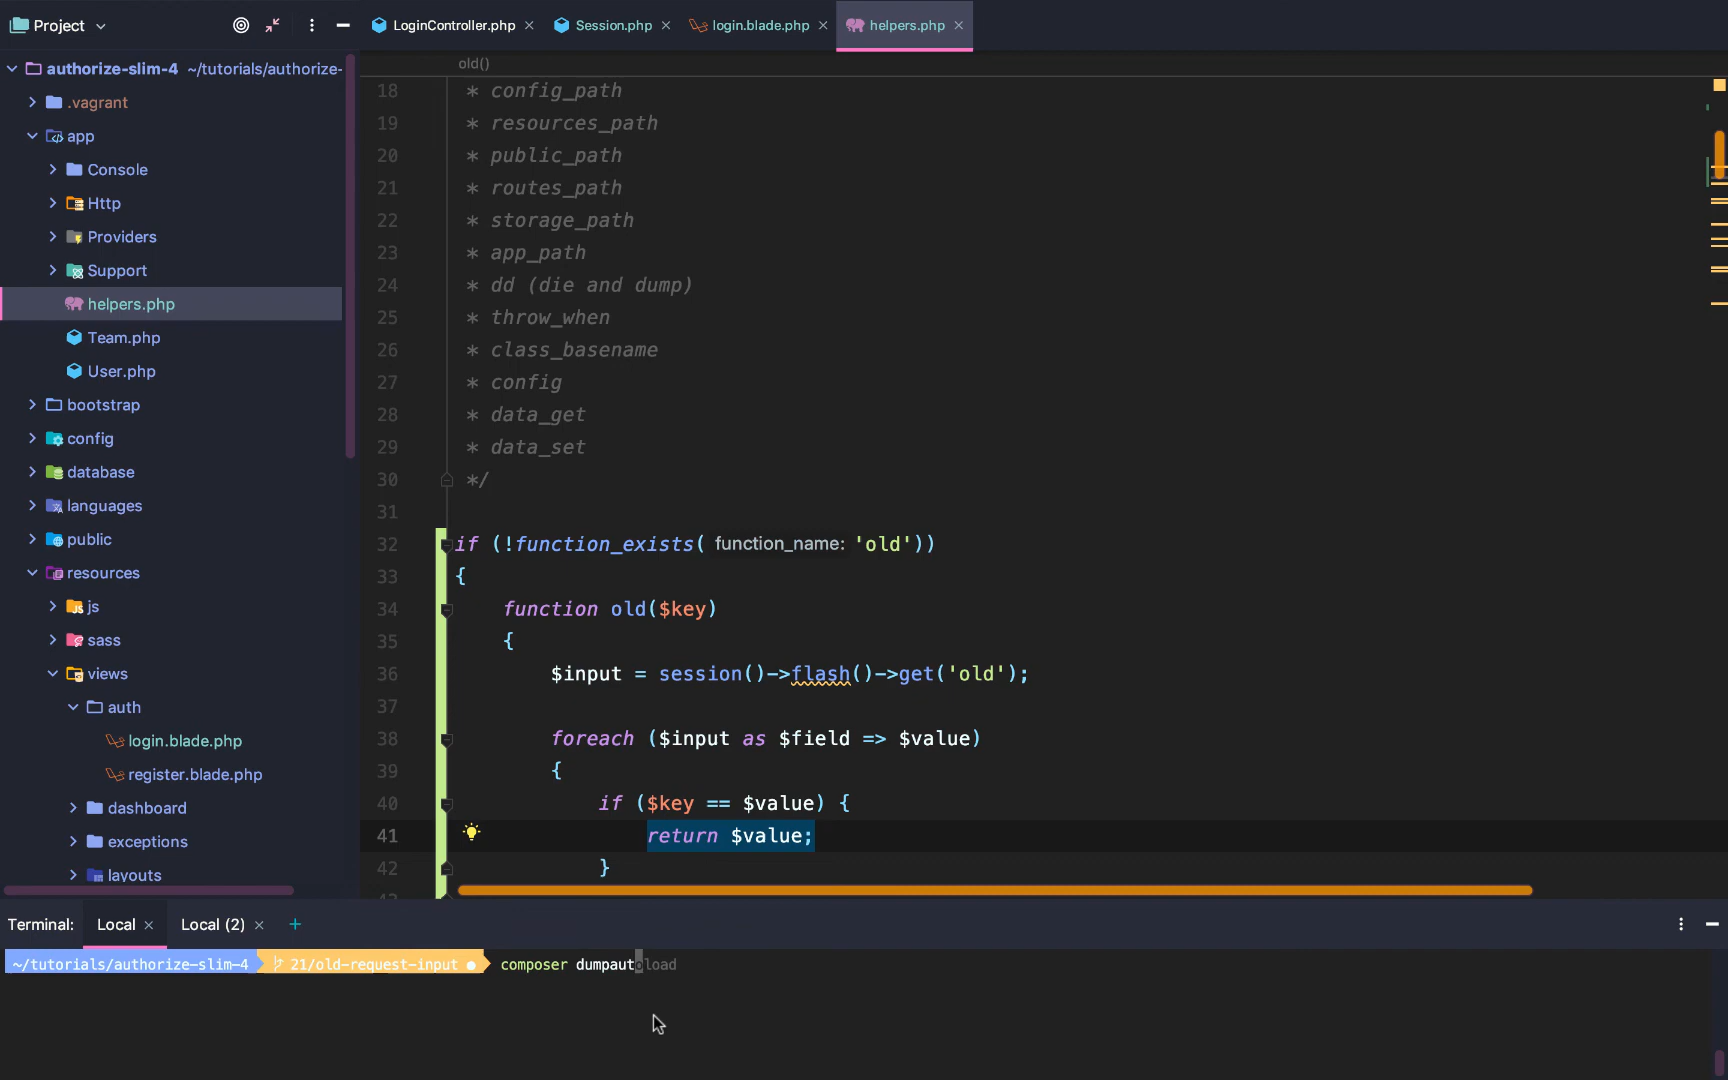 Project
LoginController.php
Session.php
login.blade.php
helpers.php
authorize-slim-4 ~/tutorials/authorize-
.vagrant
app
Console
Http
Providers
Support
helpers.php
Team.php
User.php
bootstrap
config
database
languages
public
resources
js
sass
views
auth
login.blade.php
register.blade.php
dashboard
exceptions
layouts
old()
18 * config_path
19 * resources_path
20 * public_path
21 * routes_path
22 * storage_path
23 * app_path
24 * dd (die and dump)
25 * throw_when
26 * class_basename
27 * config
28 * data_get
29 * data_set
30 */
31
32 if (!function_exists( function_name: 'old'))
33 {
34 function old($key)
35 {
36 $input = session()->flash()->get('old');
37
38 foreach ($input as $field => $value)
39 {
40 if ($key == $value) {
41 return $value;
42 }
Terminal: Local Local (2) +
~/tutorials/authorize-slim-4 21/old-request-input composer dumpautoload